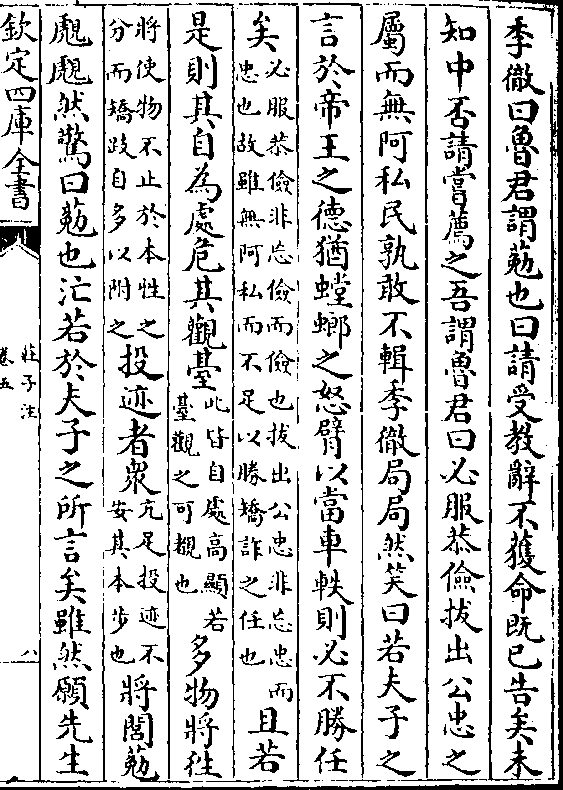 季徹曰魯君謂葂也曰請受教辭不獲命既已告矣未
知中否請嘗薦之吾謂魯君曰必服恭儉拔出公忠之
屬而無阿私民孰敢不輯季徹局局然笑曰若夫子之
言於帝王之德猶螳螂之怒臂以當車軼則必不勝任
矣必服恭儉非忘儉而儉也拔出公忠非忘忠而忠也故雖無阿私而不足以勝矯詐之任也且若
是則其自為處危其觀臺此皆自處高顯若臺觀之可覩也多物將往
將使物不止於本性之分而矯跂自多以附之投迹者衆亢足投迹不安其本步也將閭葂
覤覤然驚曰葂也汒若於夫子之所言矣雖然願先生
欽定四庫全書
莊子注
卷五
八